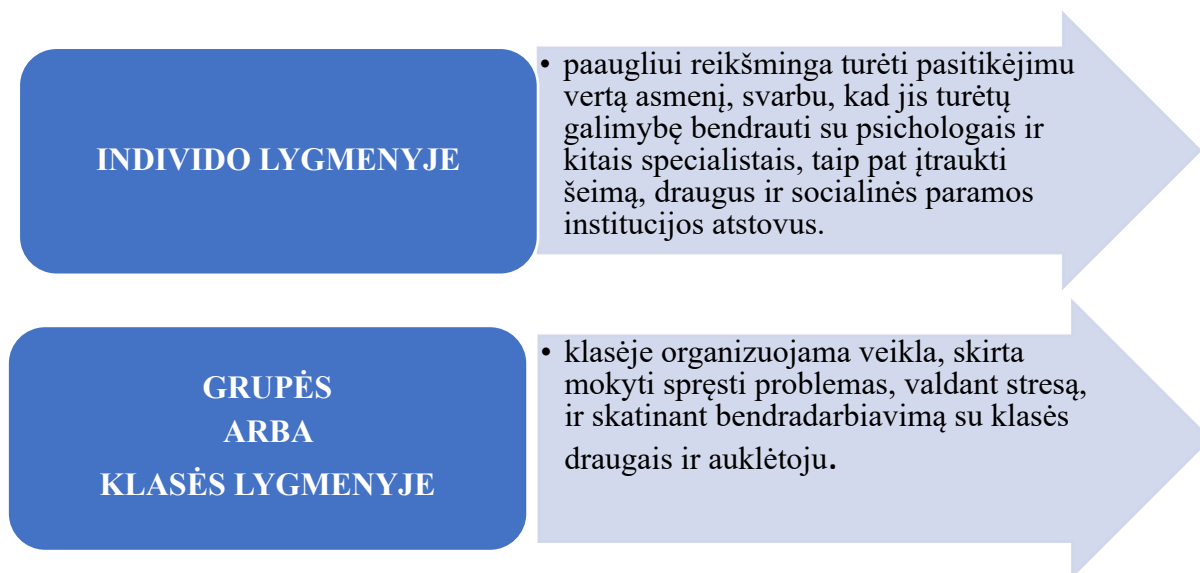 INDIVIDO LYGMENYJE
• paaugliui reikšminga turėti pasitikėjimu
vertą asmenį, svarbu, kad jis turėtų
galimybę bendrauti su psichologais ir
kitais specialistais, taip pat įtraukti
šeimą, draugus ir socialinės paramos
institucijos atstovus.
GRUPĖS
ARBA
KLASĖS LYGMENYJE
• klasėje organizuojama veikla, skirta
mokyti spręsti problemas, valdant stresą,
ir skatinant bendradarbiavimą su klasės
draugais ir auklėtoju.